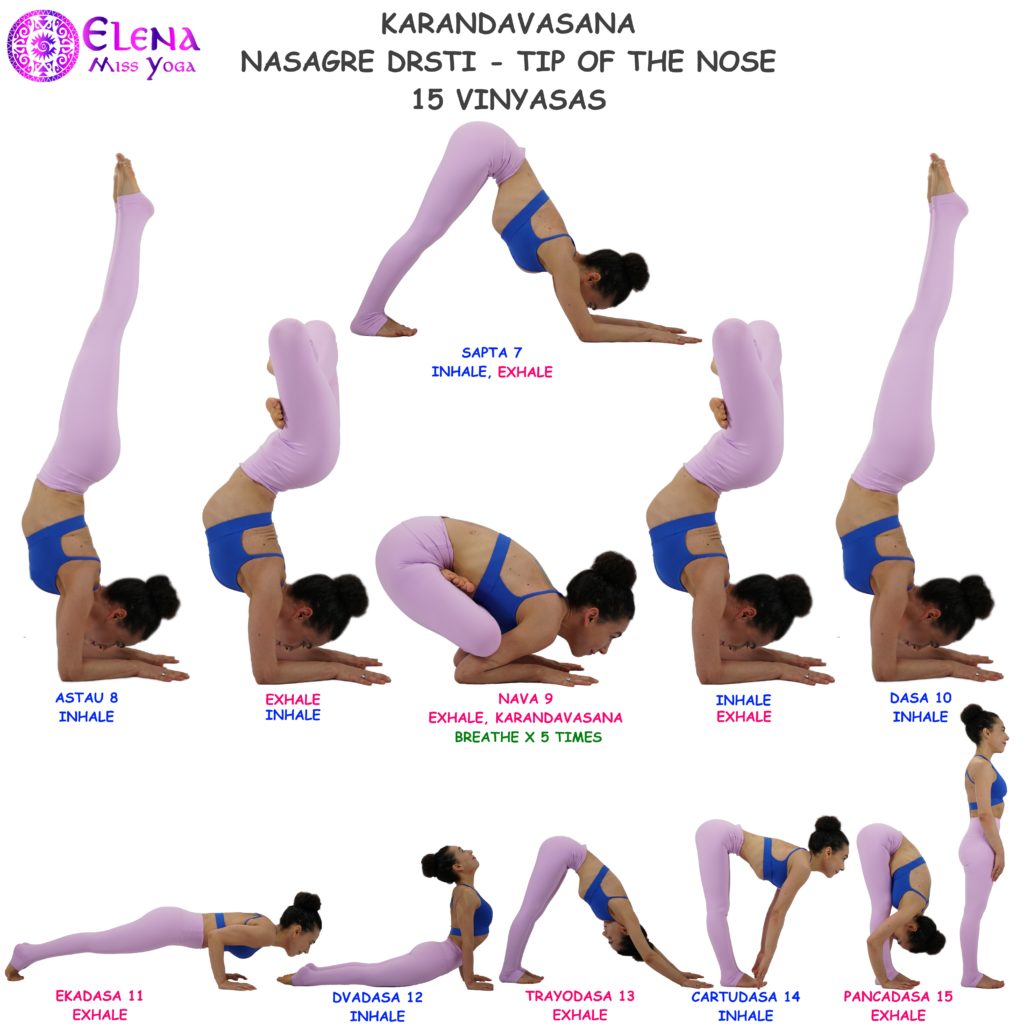 ELENA
MISS YOGA
KARANDAVASANA
NASAGRE DRSTI - TIP OF THE NOSE
15 VINYASAS
SAPTA 7
INHALE, EXHALE
ASTAU 8
INHALE
EXHALE
INHALE
NAVA 9
EXHALE, KARANDAVASANA
BREATHE X 5 TIMES
INHALE
EXHALE
DASA 10
INHALE
EKADASA 11
EXHALE
DVADASA 12
INHALE
TRAYODASA 13
EXHALE
CARTUDASA 14
INHALE
PANCADASA 15
EXHALE